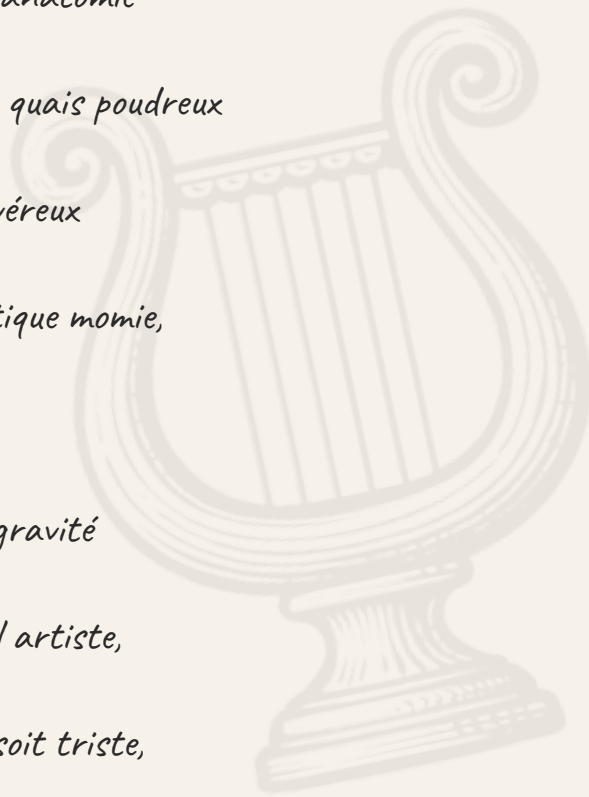 anatomie
quais poudreux
véreux
tique momie,
gravité
artiste,
soit triste,